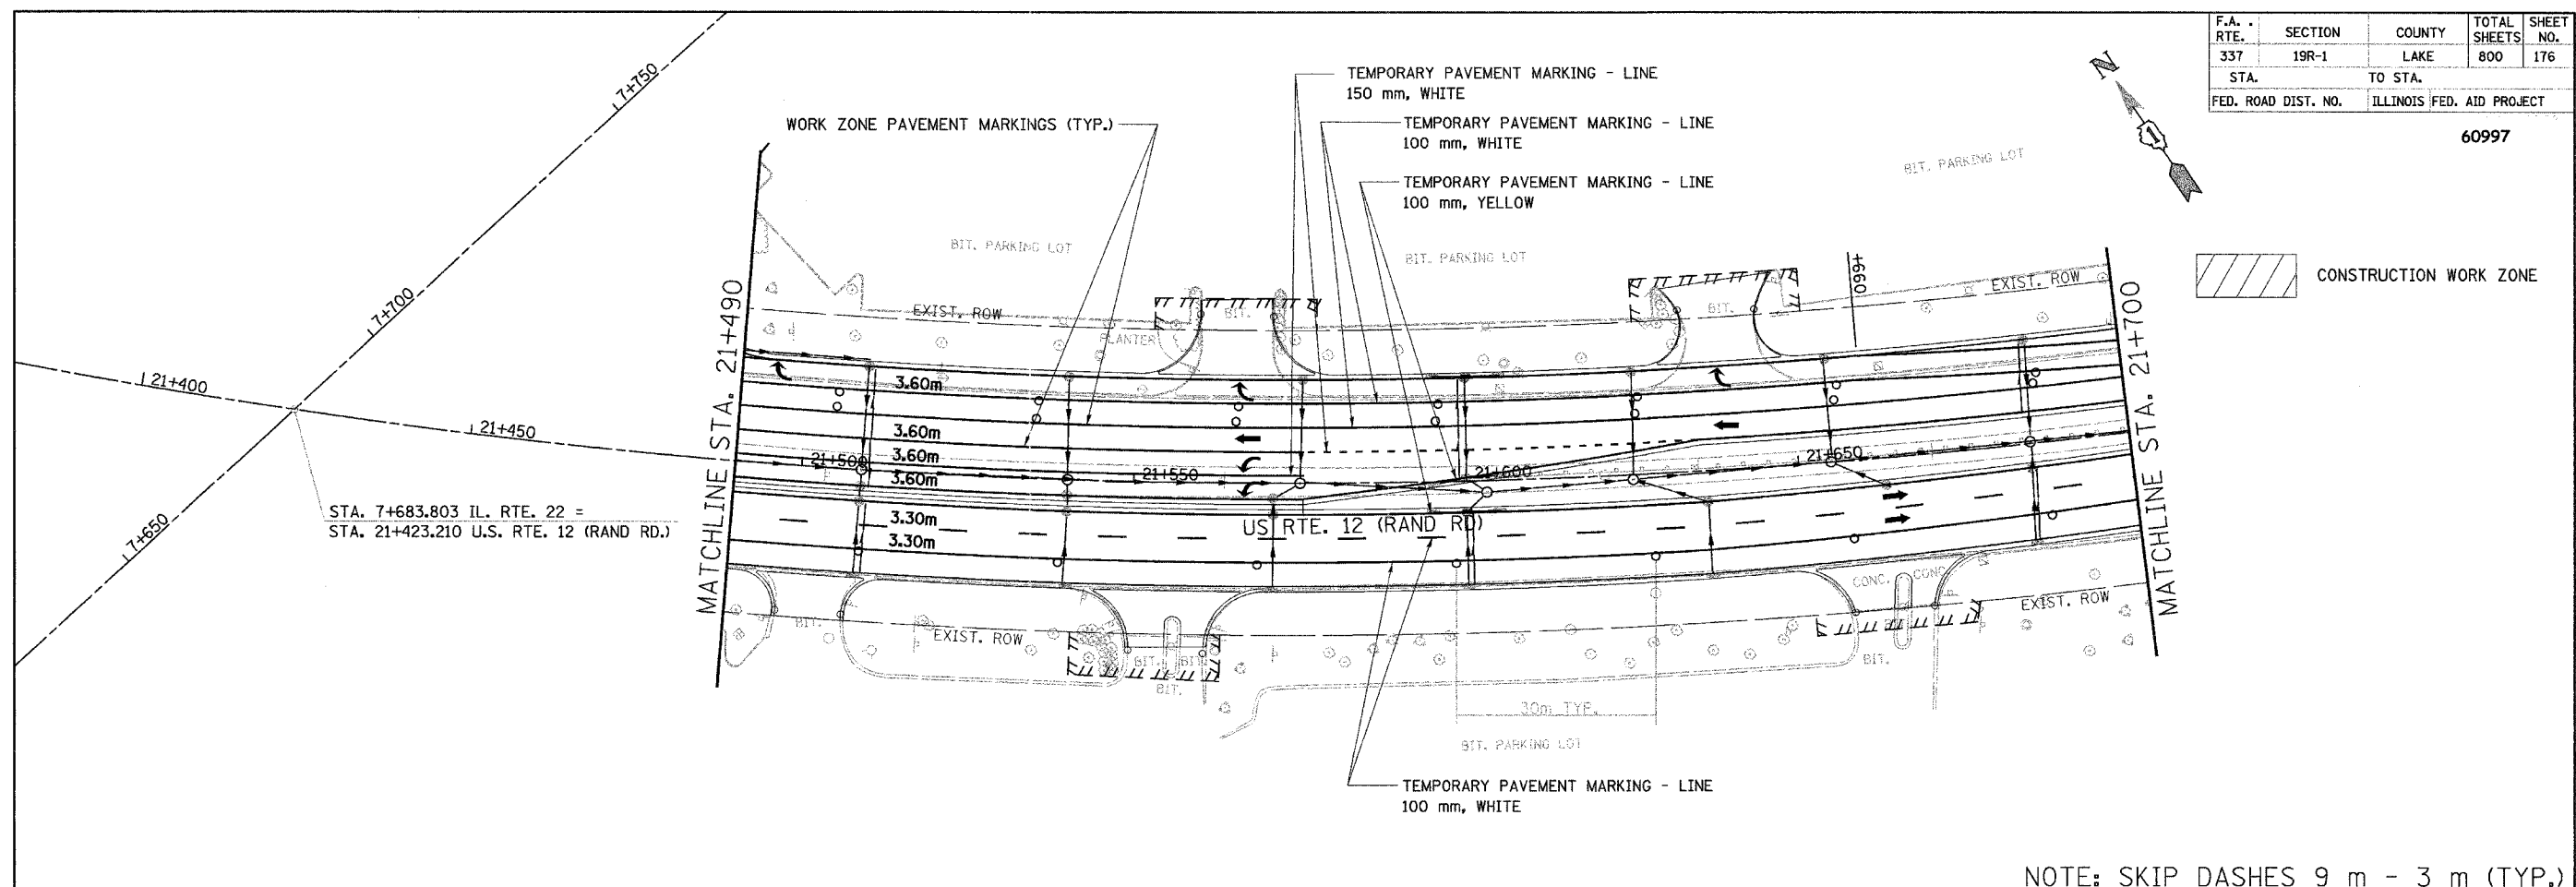 F.A. RTE. SECTION COUNTY TOTAL SHEETS SHEET NO.
337 19R-1 LAKE 800 176
STA. TO STA.
FED. ROAD DIST. NO. ILLINOIS FED. AID PROJECT
60997
N
7+750
TEMPORARY PAVEMENT MARKING - LINE
150 mm, WHITE
WORK ZONE PAVEMENT MARKINGS (TYP.)
TEMPORARY PAVEMENT MARKING - LINE
100 mm, WHITE
TEMPORARY PAVEMENT MARKING - LINE
100 mm, YELLOW
BIT. PARKING LOT
BIT. PARKING LOT
BIT. PARKING LOT
CONSTRUCTION WORK ZONE
7+700
EXIST. ROW
EXIST. ROW
+660
BIT.
BIT.
PLANTER
MATCHLINE STA. 21+490
MATCHLINE STA. 21+700
21+400
21+450
21+500
21+550
21+600
21+650
3.60m
3.60m
3.60m
3.60m
3.30m
3.30m
US RTE. 12 (RAND RD)
STA. 7+683.803 IL. RTE. 22 =
STA. 21+423.210 U.S. RTE. 12 (RAND RD.)
7+650
CONC.
CONC.
BIT.
EXIST. ROW
EXIST. ROW
BIT.
BIT.
BIT.
BIT.
30m TYP.
BIT. PARKING LOT
TEMPORARY PAVEMENT MARKING - LINE
100 mm, WHITE
NOTE: SKIP DASHES 9 m - 3 m (TYP.)